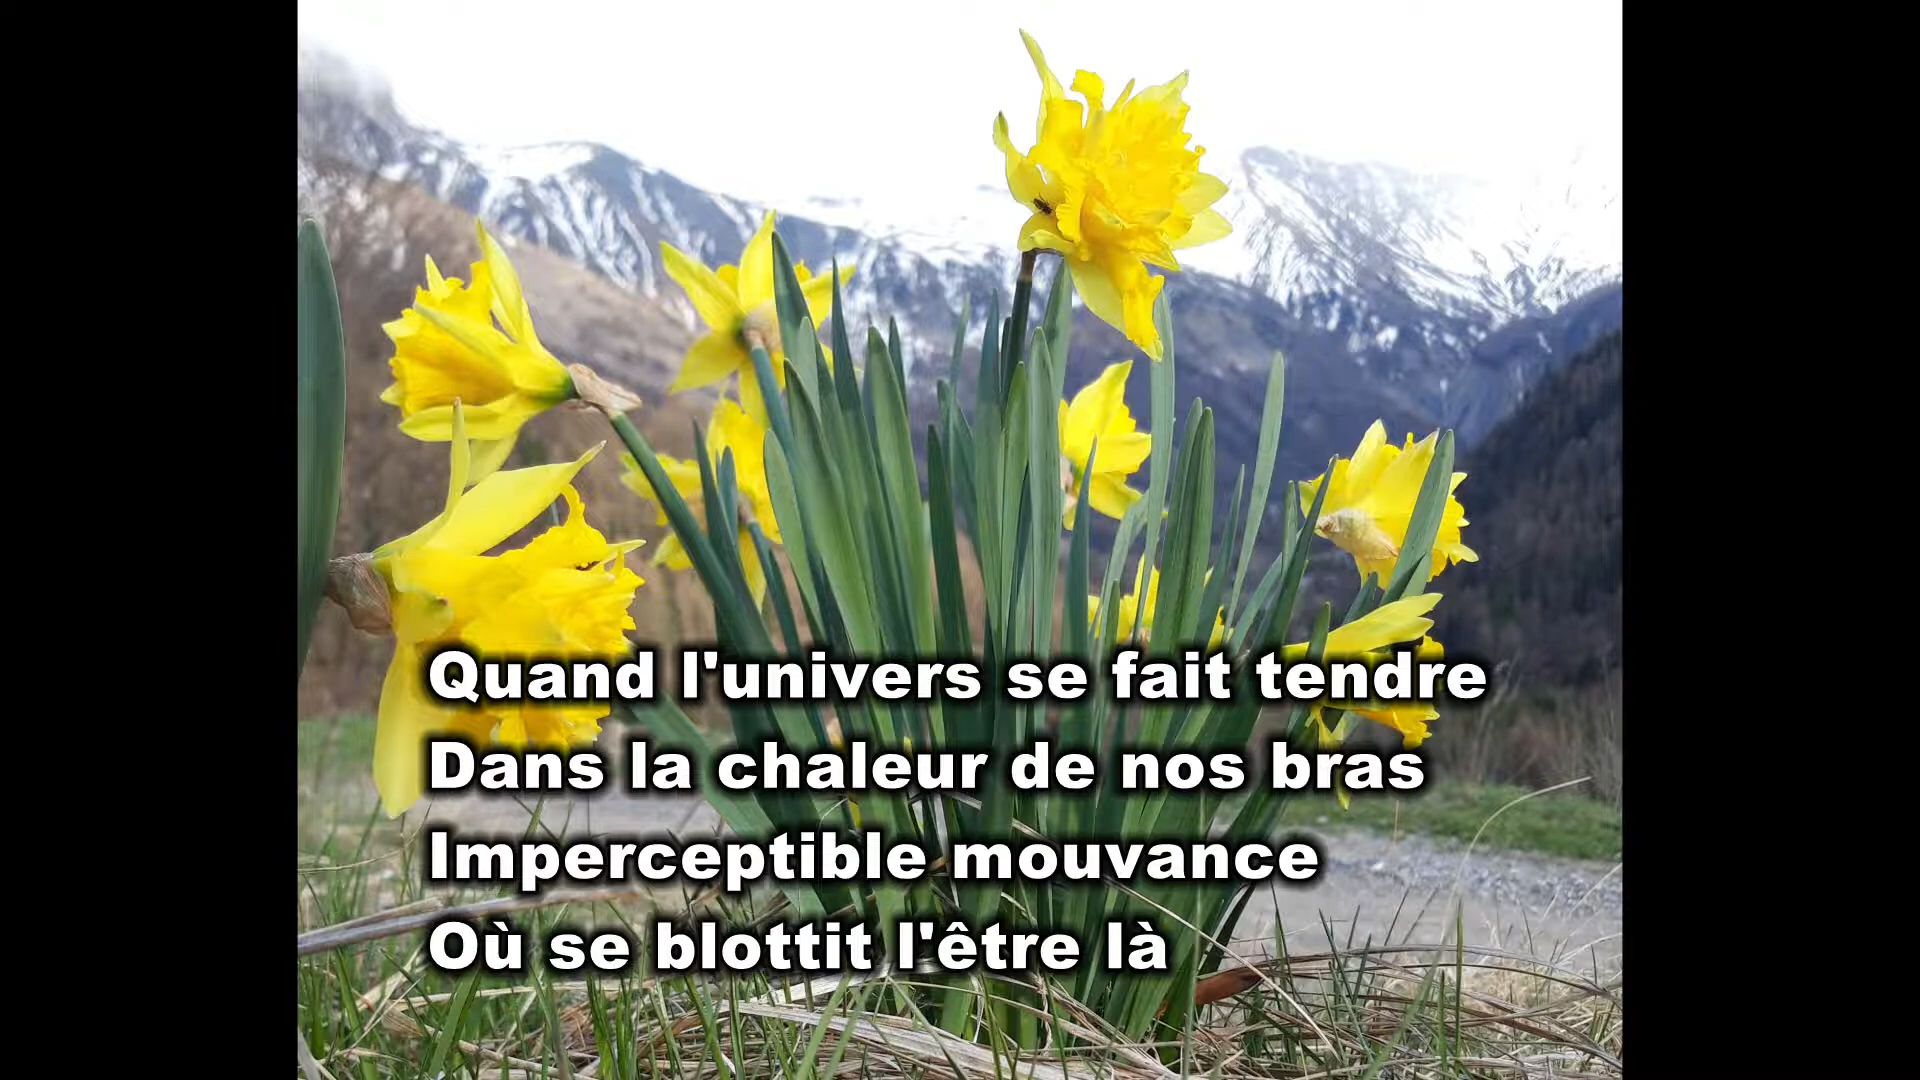 Quand l'univers se fait tendre
Dans la chaleur de nos bras
Imperceptible mouvance
Où se blottit l'être là